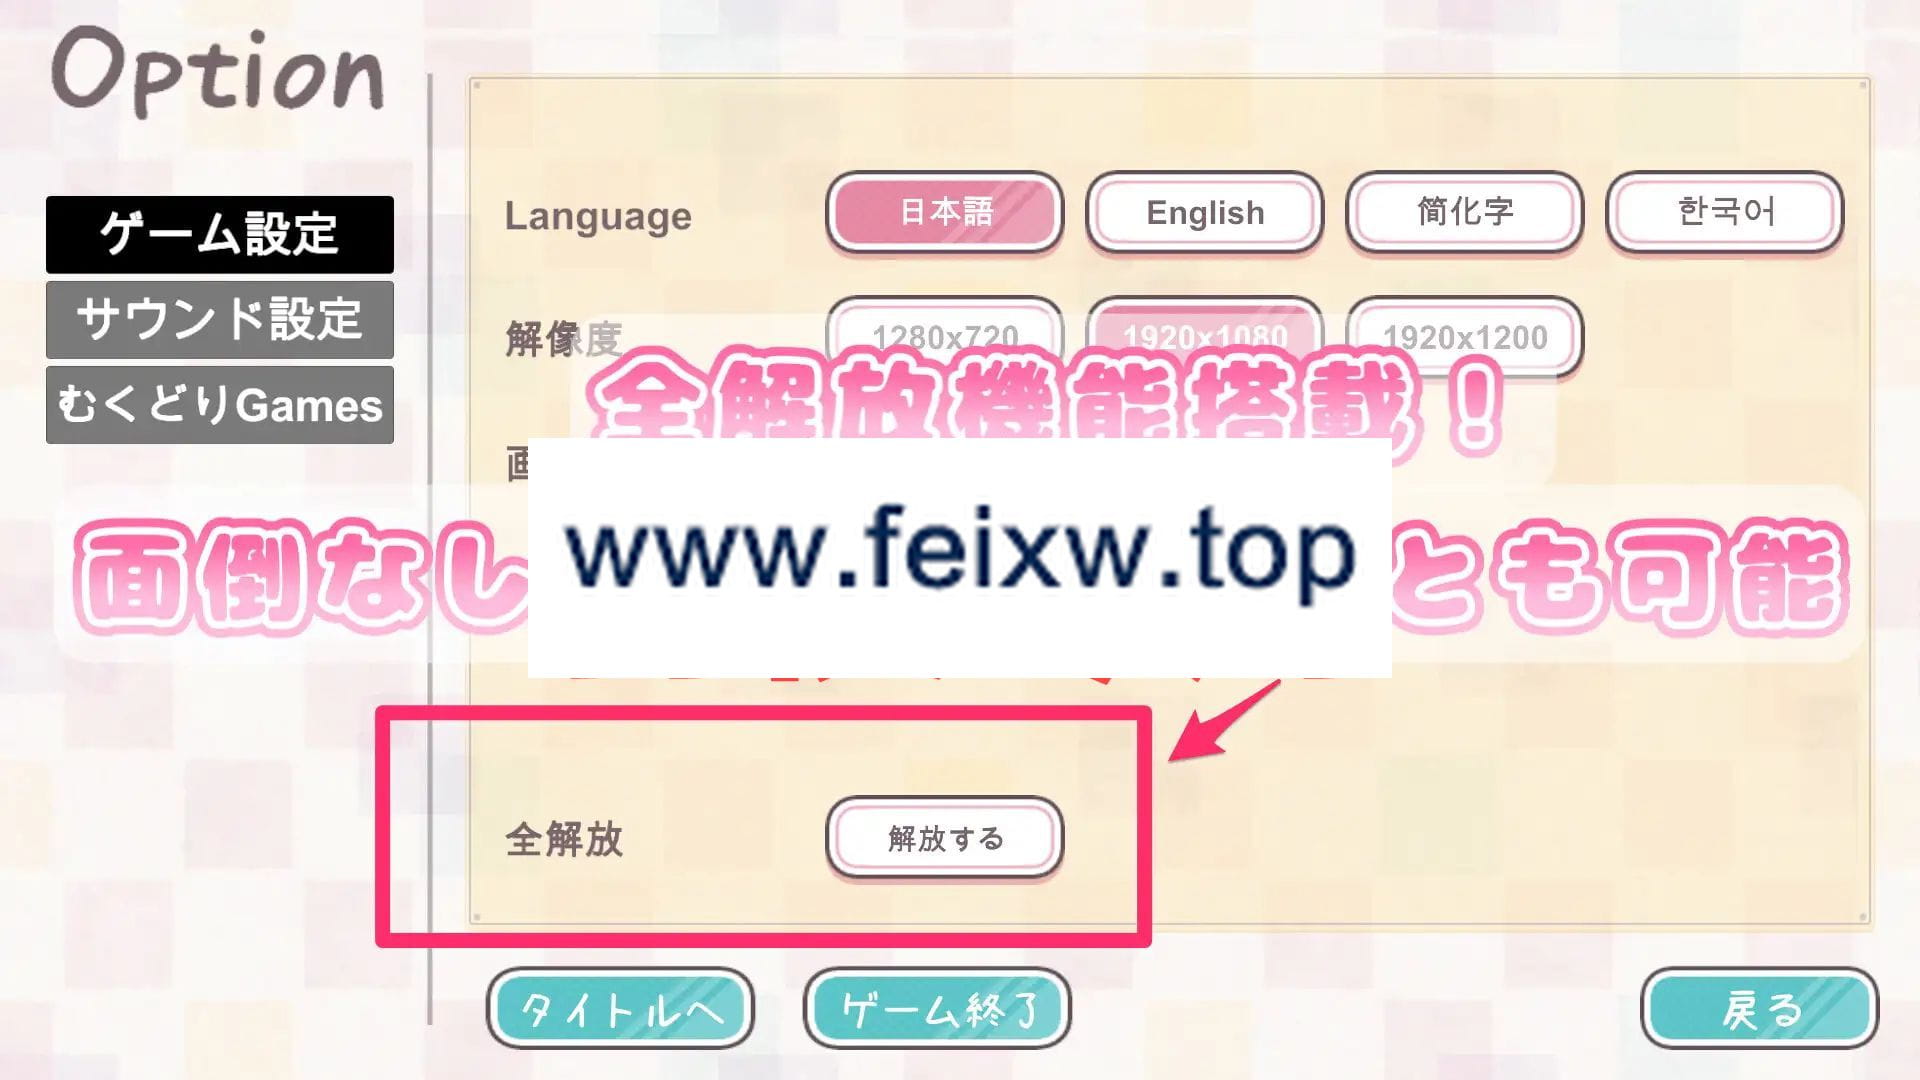 Option
ゲーム設定
サウンド設定
むくどりGames
Language 日本語 English 简化字 한국어
解像度 1280x720 1920x1080 1920x1200
全解放機能搭載！
画
面倒なし
www.feixw.top
とも可能
全解放 解放する
タイトルへ ゲーム終了 戻る